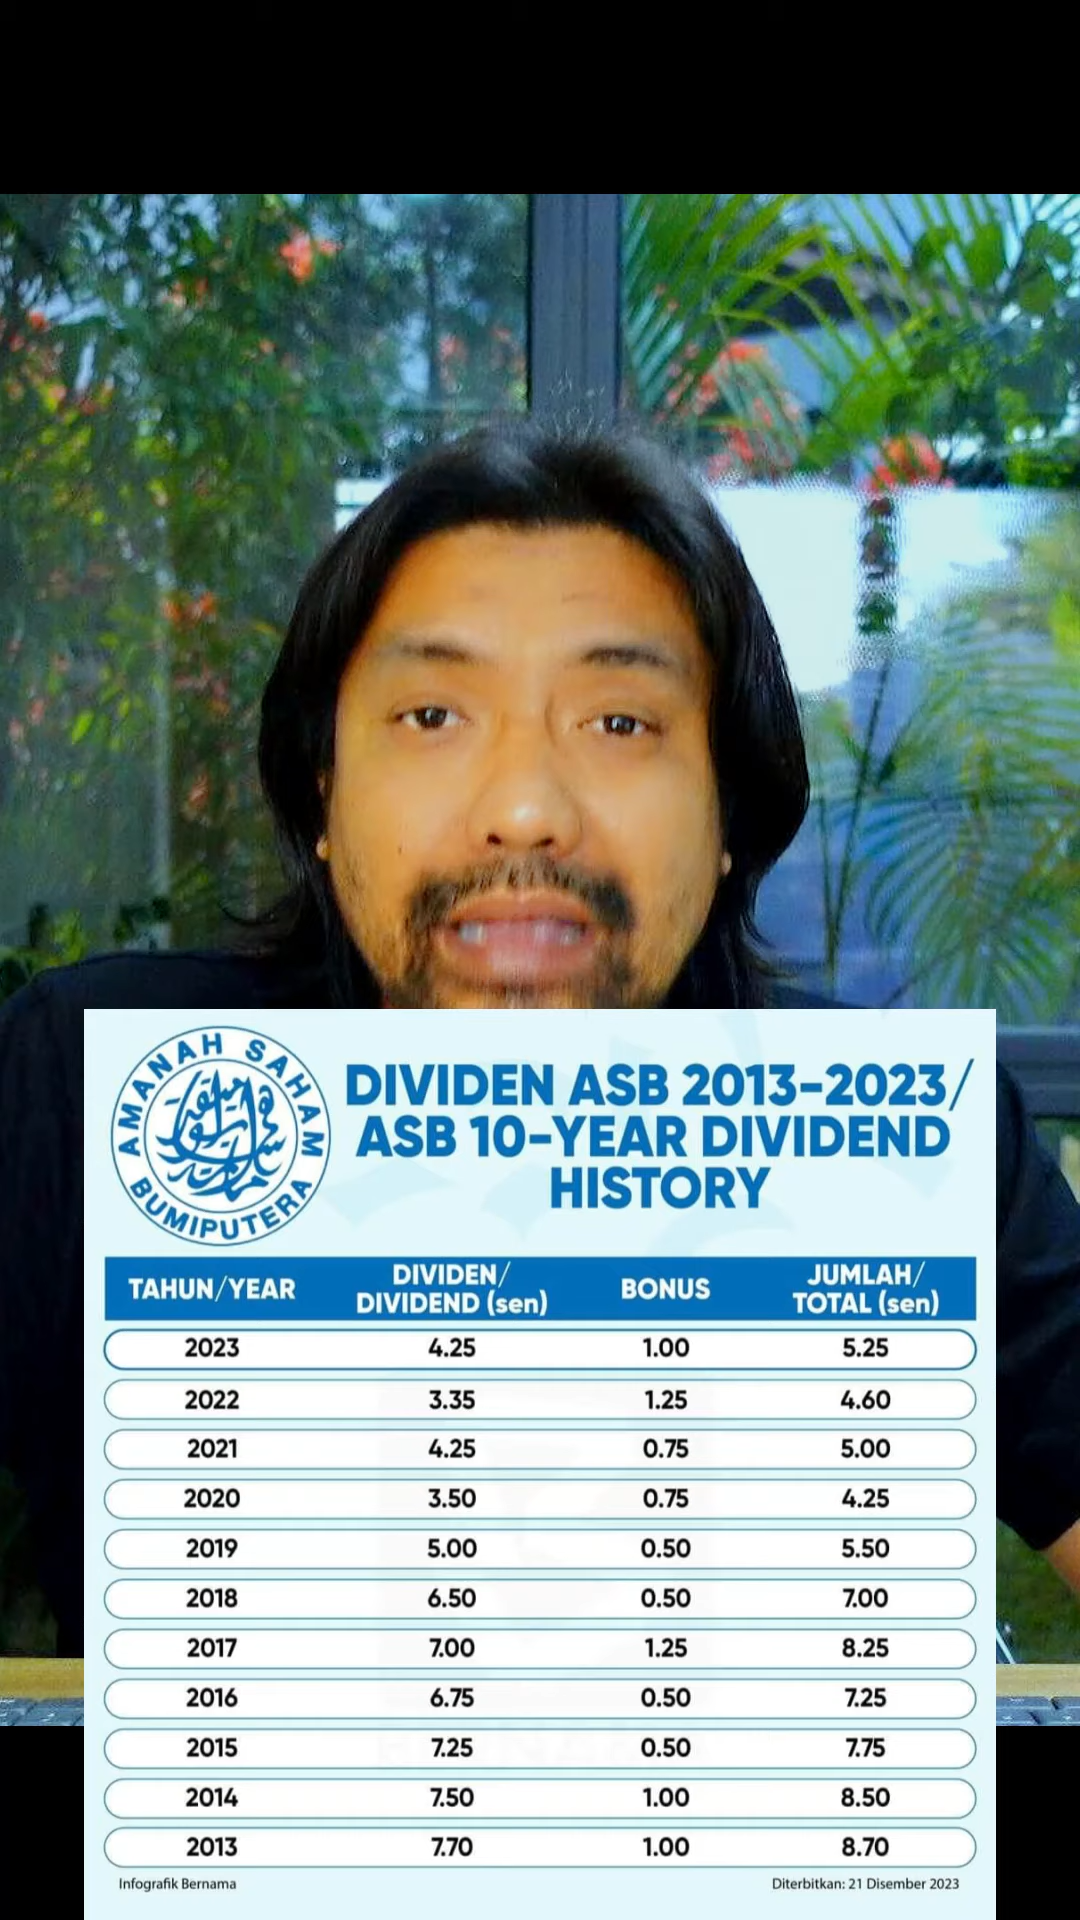 AMANAH SAHAM
BUMIPUTERA
DIVIDEN ASB 2013-2023/
ASB 10-YEAR DIVIDEND
HISTORY
TAHUN/YEAR DIVIDEN/ DIVIDEND (sen) BONUS JUMLAH/ TOTAL (sen)
2023 4.25 1.00 5.25
2022 3.35 1.25 4.60
2021 4.25 0.75 5.00
2020 3.50 0.75 4.25
2019 5.00 0.50 5.50
2018 6.50 0.50 7.00
2017 7.00 1.25 8.25
2016 6.75 0.50 7.25
2015 7.25 0.50 7.75
2014 7.50 1.00 8.50
2013 7.70 1.00 8.70
Infografik Bernama Diterbitkan: 21 Disember 2023